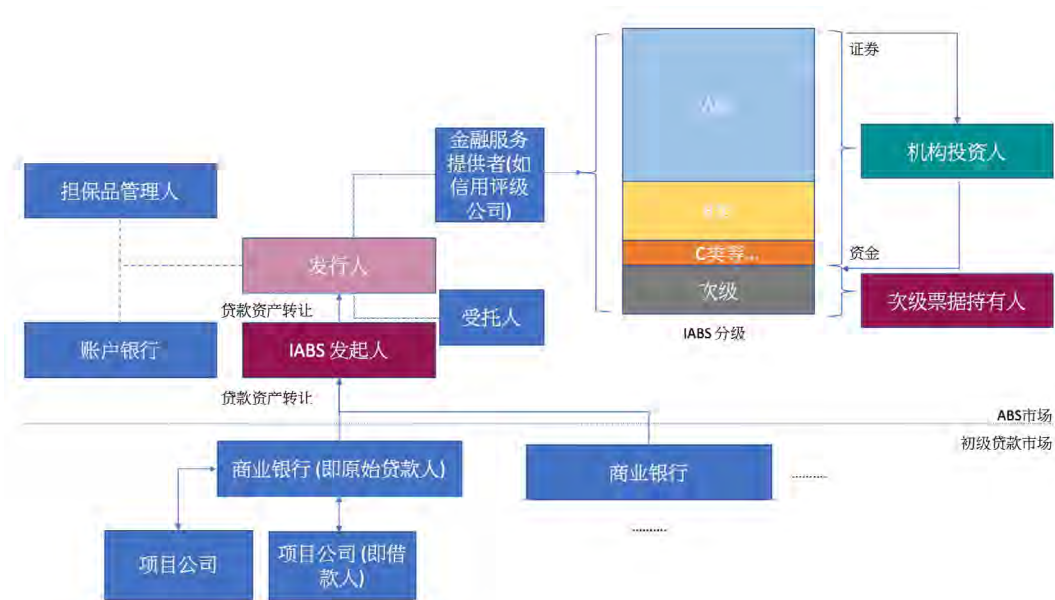 证券
金融服务
提供者(如
信用评级
公司)
机构投资人
担保品管理人
C类等...
资金
发行人
次级
次级票据持有人
贷款资产转让
受托人
IABS 分级
账户银行
IABS 发起人
贷款资产转让
ABS市场
初级贷款市场
商业银行 (即原始贷款人)
商业银行
..........
..........
项目公司
项目公司 (即借
款人)